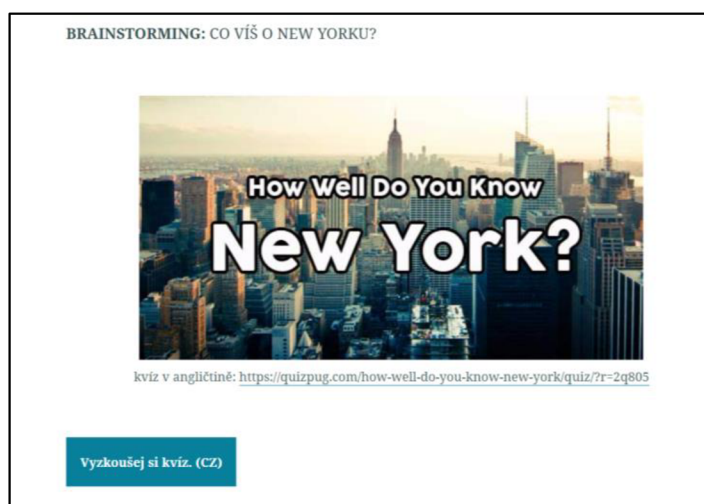 BRAINSTORMING: CO VÍŠ O NEW YORKU?
How Well Do You Know
New York?
kvíz v angličtině: https://quizpug.com/how-well-do-you-know-new-york/quiz/?r=2q805
Vyzkoušej si kvíz. (CZ)